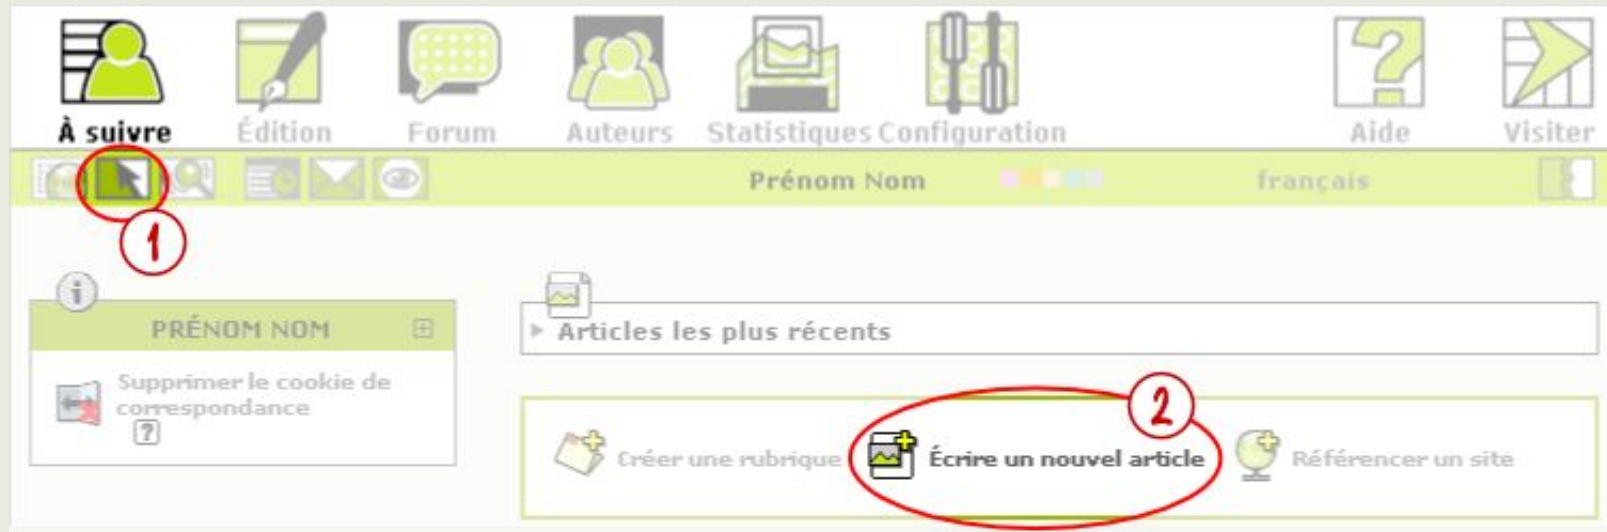 À suivre Édition Forum Auteurs Statistiques Configuration Aide Visiter
Prénom Nom français
1
i
PRÉNOM NOM
Articles les plus récents
Supprimer le cookie de
correspondance
?
2
Créer une rubrique Écrire un nouvel article Référencer un site